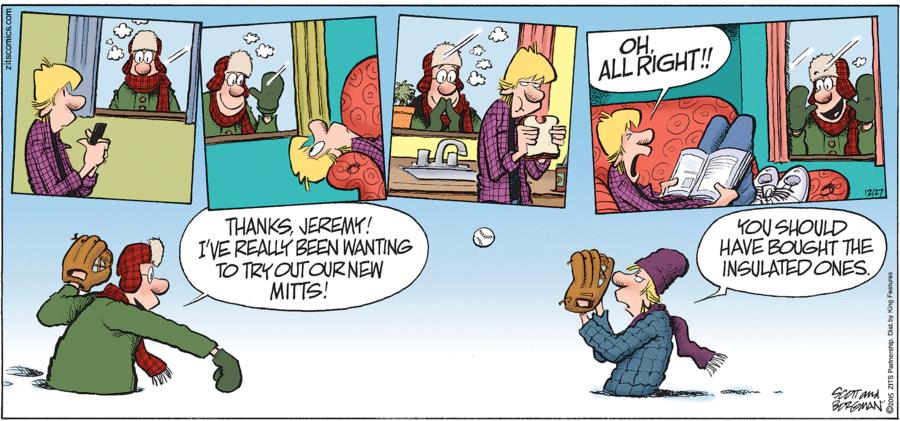 zitscomics.com
OH,
ALL RIGHT!!
12/27
THANKS, JEREMY!
I'VE REALLY BEEN WANTING
TO TRY OUT OUR NEW
MITTS!
YOU SHOULD
HAVE BOUGHT THE
INSULATED ONES.
SCOTT and
BORGMAN
©2015 ZITS Partnership. Dist. by King Features